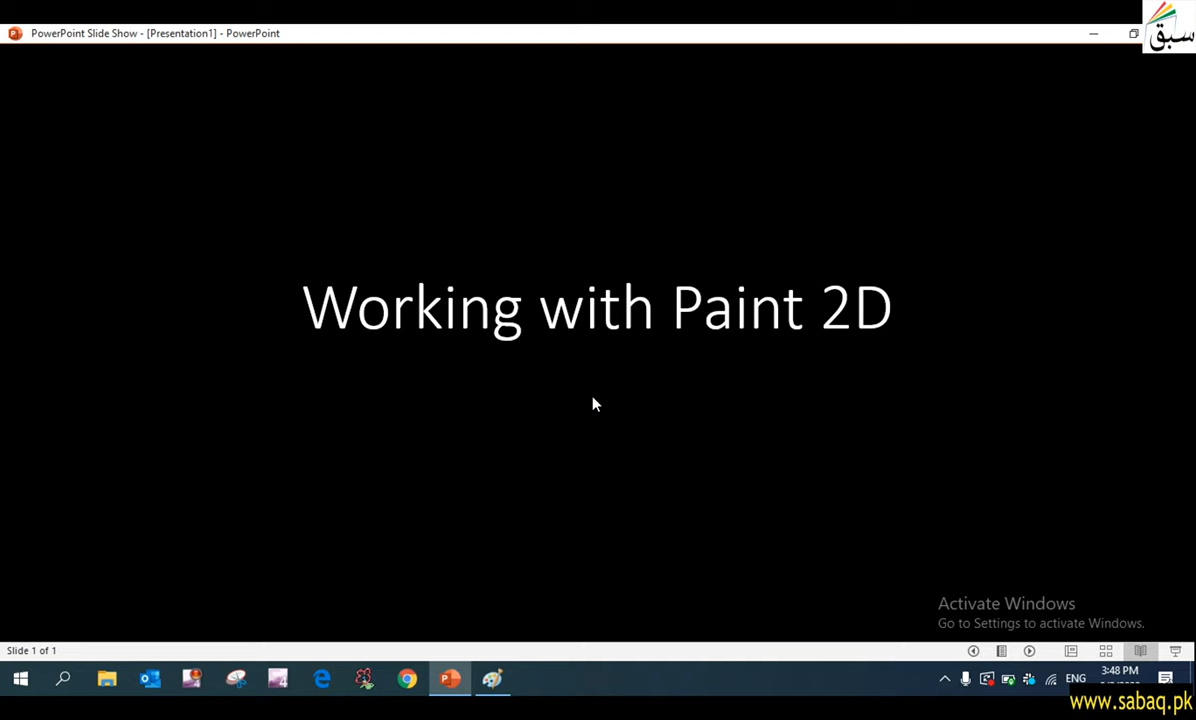 PowerPoint Slide Show - [Presentation1] - PowerPoint
سبق
Working with Paint 2D
Activate Windows
Go to Settings to activate Windows.
Slide 1 of 1
ENG
3:48 PM
www.sabaq.pk